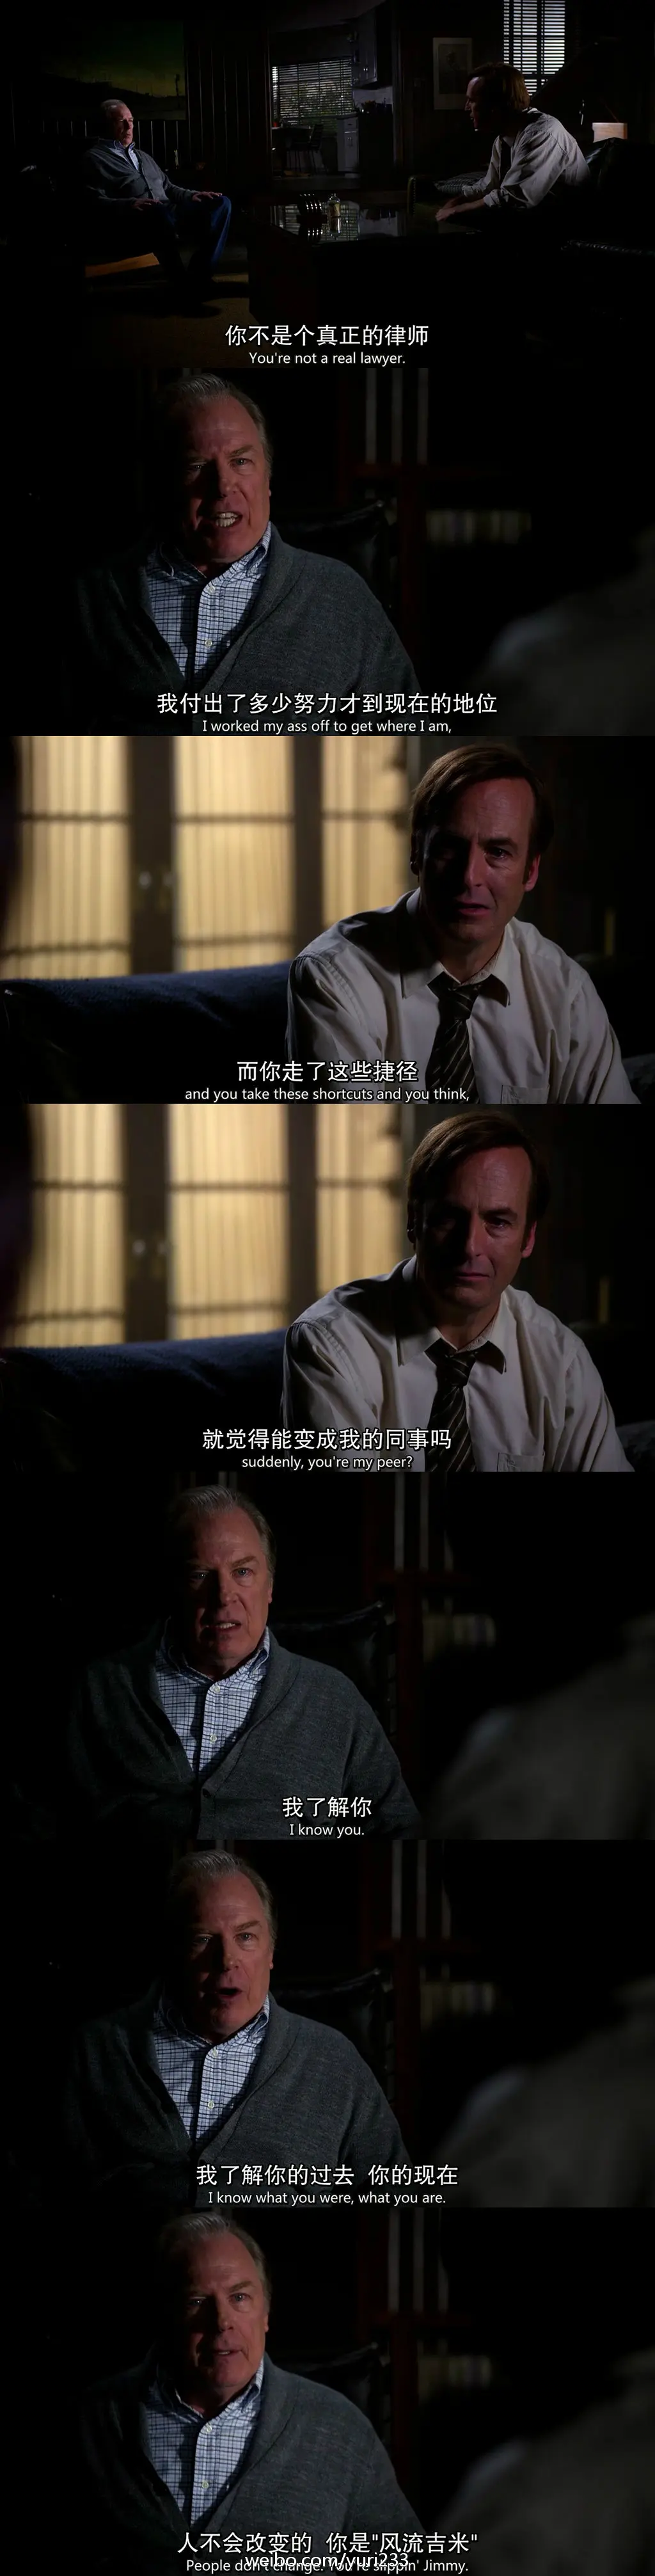 你不是个真正的律师
You're not a real lawyer.
我付出了多少努力才到现在的地位
I worked my ass off to get where I am,
而你走了这些捷径
and you take these shortcuts and you think,
就觉得能变成我的同事吗
suddenly, you're my peer?
我了解你
I know you.
我了解你的过去 你的现在
I know what you were, what you are.
人不会改变的 你是"风流吉米"
weibo.com/yuri233
People don't change. You're slippin' Jimmy.